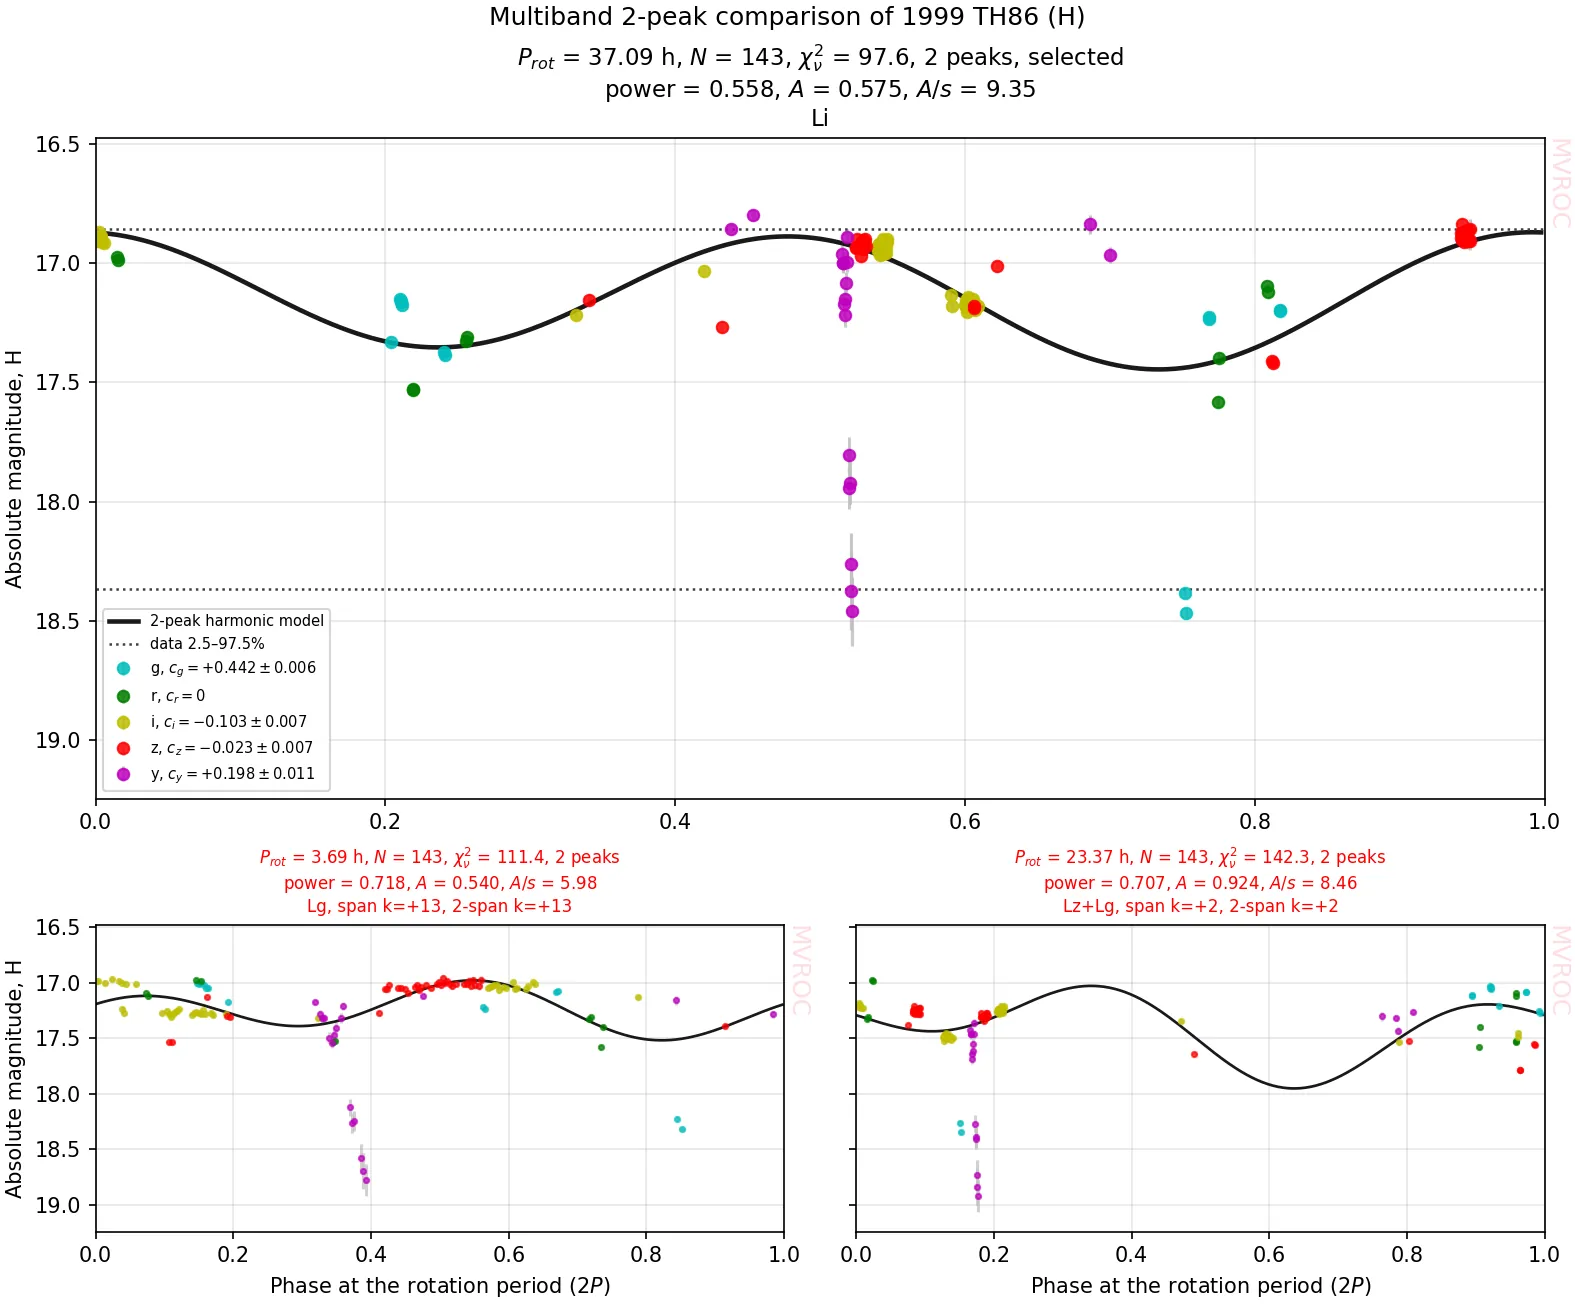 Multiband 2-peak comparison of 1999 TH86 (H)
P_rot = 37.09 h, N = 143, χ²_ν = 97.6, 2 peaks, selected
power = 0.558, A = 0.575, A/s = 9.35
Li
16.5
17.0
17.5
18.0
18.5
19.0
Absolute magnitude, H
MVROC
2-peak harmonic model
data 2.5–97.5%
g, c_g = +0.442 ± 0.006
r, c_r = 0
i, c_i = −0.103 ± 0.007
z, c_z = −0.023 ± 0.007
y, c_y = +0.198 ± 0.011
0.0 0.2 0.4 0.6 0.8 1.0
P_rot = 3.69 h, N = 143, χ²_ν = 111.4, 2 peaks
power = 0.718, A = 0.540, A/s = 5.98
Lg, span k=+13, 2-span k=+13
16.5
17.0
17.5
18.0
18.5
19.0
Absolute magnitude, H
MVROC
0.0 0.2 0.4 0.6 0.8 1.0
Phase at the rotation period (2P)
P_rot = 23.37 h, N = 143, χ²_ν = 142.3, 2 peaks
power = 0.707, A = 0.924, A/s = 8.46
Lz+Lg, span k=+2, 2-span k=+2
MVROC
0.0 0.2 0.4 0.6 0.8 1.0
Phase at the rotation period (2P)